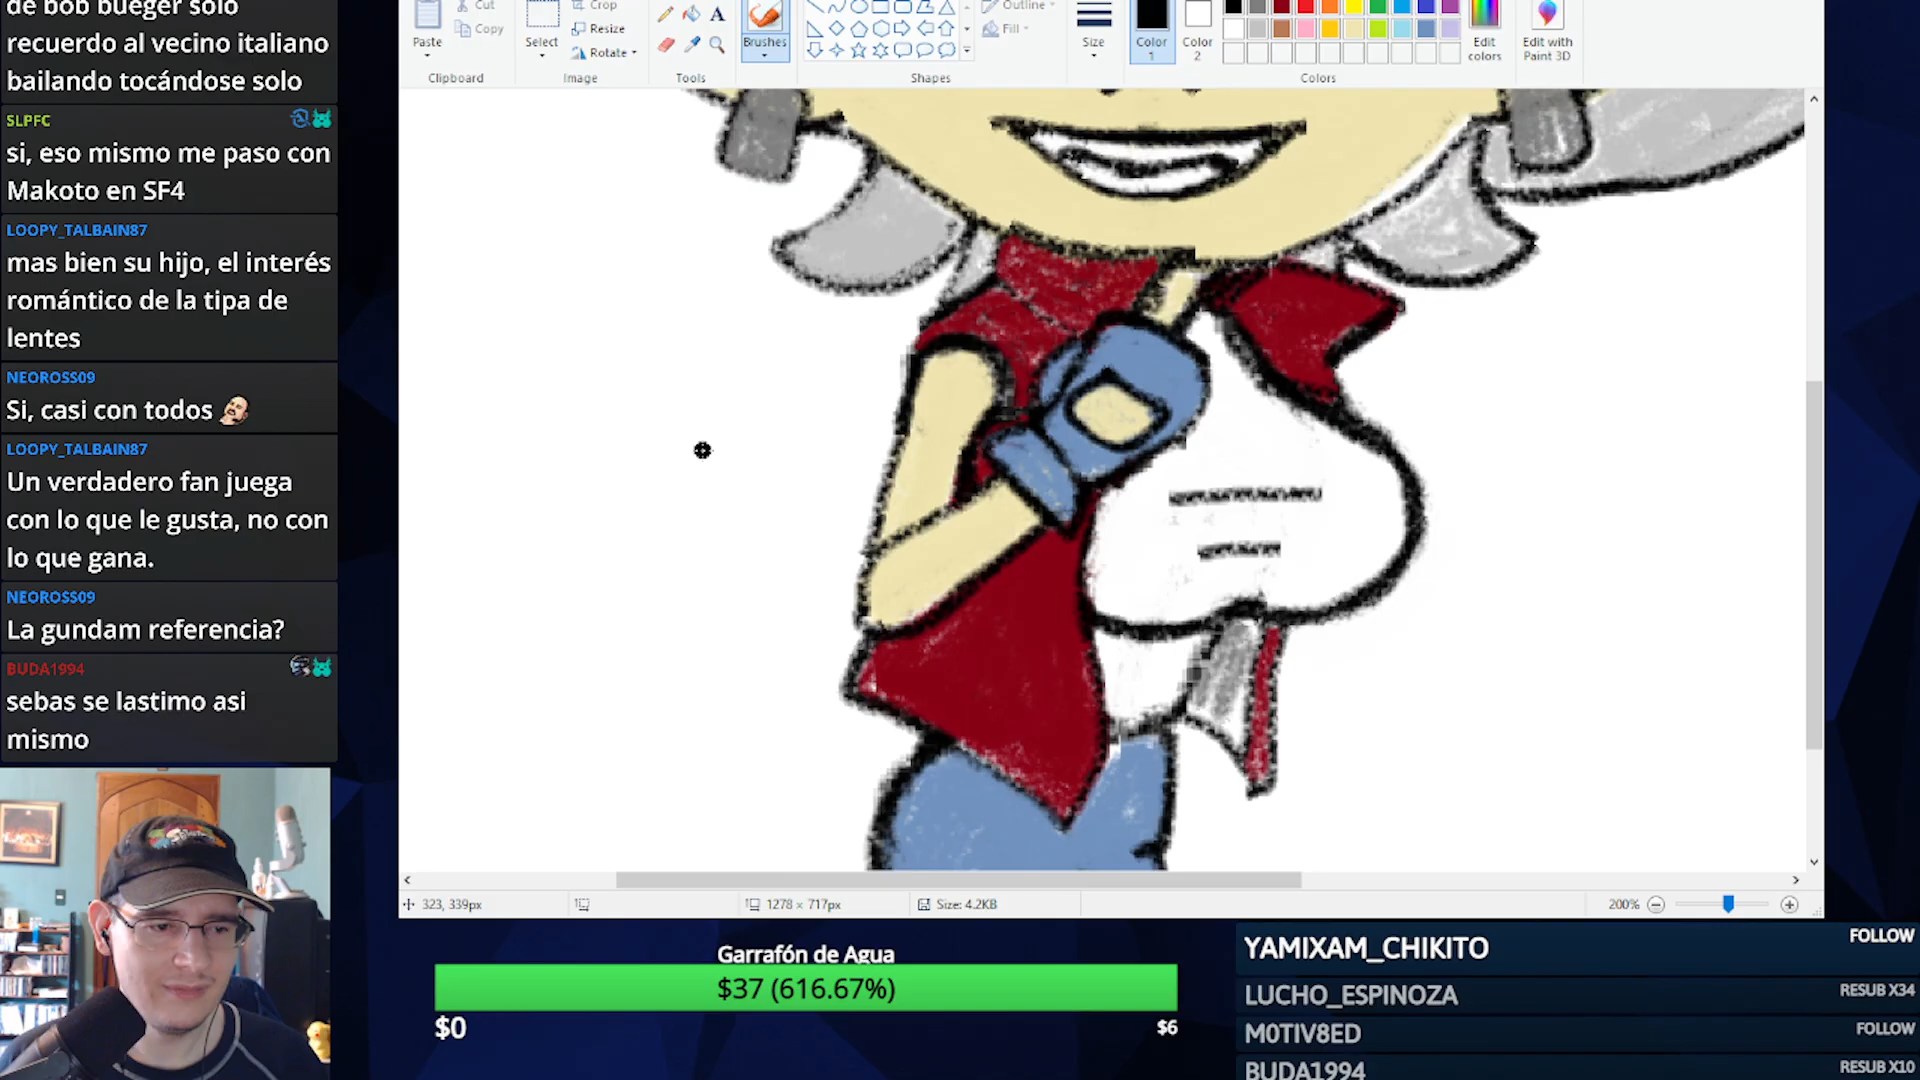 de bob bueger solo
recuerdo al vecino italiano
bailando tocándose solo
SLPFC
si, eso mismo me paso con
Makoto en SF4
LOOPY_TALBAIN87
mas bien su hijo, el interés
romántico de la tipa de
lentes
NEOROSS09
Si, casi con todos
LOOPY_TALBAIN87
Un verdadero fan juega
con lo que le gusta, no con
lo que gana.
NEOROSS09
La gundam referencia?
BUDA1994
sebas se lastimo asi
mismo
Paste
Cut
Copy
Clipboard
Select
Crop
Resize
Rotate
Image
A
Tools
Brushes
Outline
Fill
Shapes
Size
Color
1
Color
2
Edit
colors
Edit with
Paint 3D
Colors
323, 339px
1278 × 717px
Size: 4.2KB
200%
Garrafón de Agua
$37 (616.67%)
$0
$6
YAMIXAM_CHIKITO
FOLLOW
LUCHO_ESPINOZA
RESUB X34
M0TIV8ED
FOLLOW
BUDA1994
RESUB X10